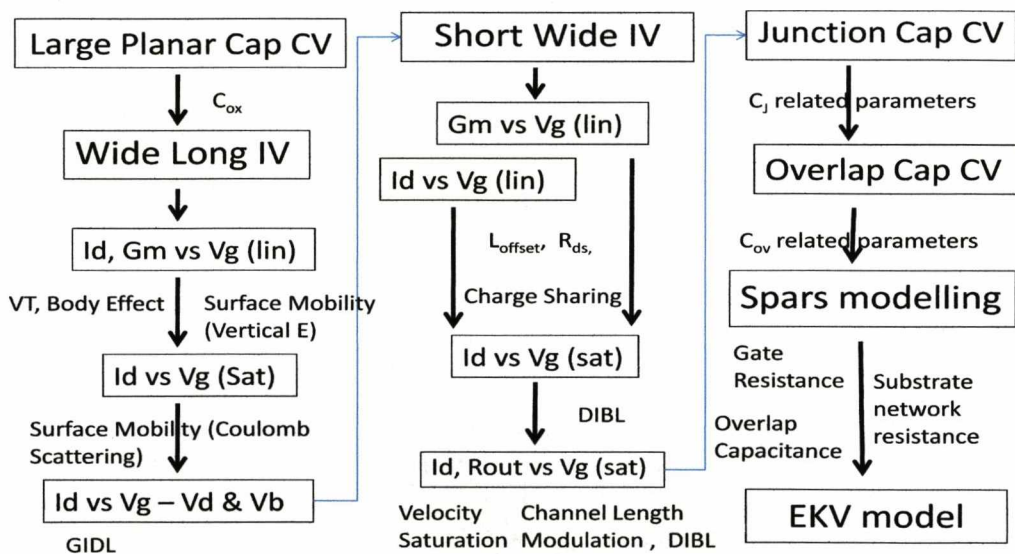 Large Planar Cap CV
Cox
Wide Long IV
Id, Gm vs Vg (lin)
VT, Body Effect
Surface Mobility
(Vertical E)
Id vs Vg (Sat)
Surface Mobility (Coulomb
Scattering)
Id vs Vg – Vd & Vb
GIDL
Short Wide IV
Gm vs Vg (lin)
Id vs Vg (lin)
Loffset, Rds,
Charge Sharing
Id vs Vg (sat)
DIBL
Id, Rout vs Vg (sat)
Velocity
Saturation
Channel Length
Modulation , DIBL
Junction Cap CV
CJ related parameters
Overlap Cap CV
Cov related parameters
Spars modelling
Gate
Resistance
Substrate
network
resistance
Overlap
Capacitance
EKV model